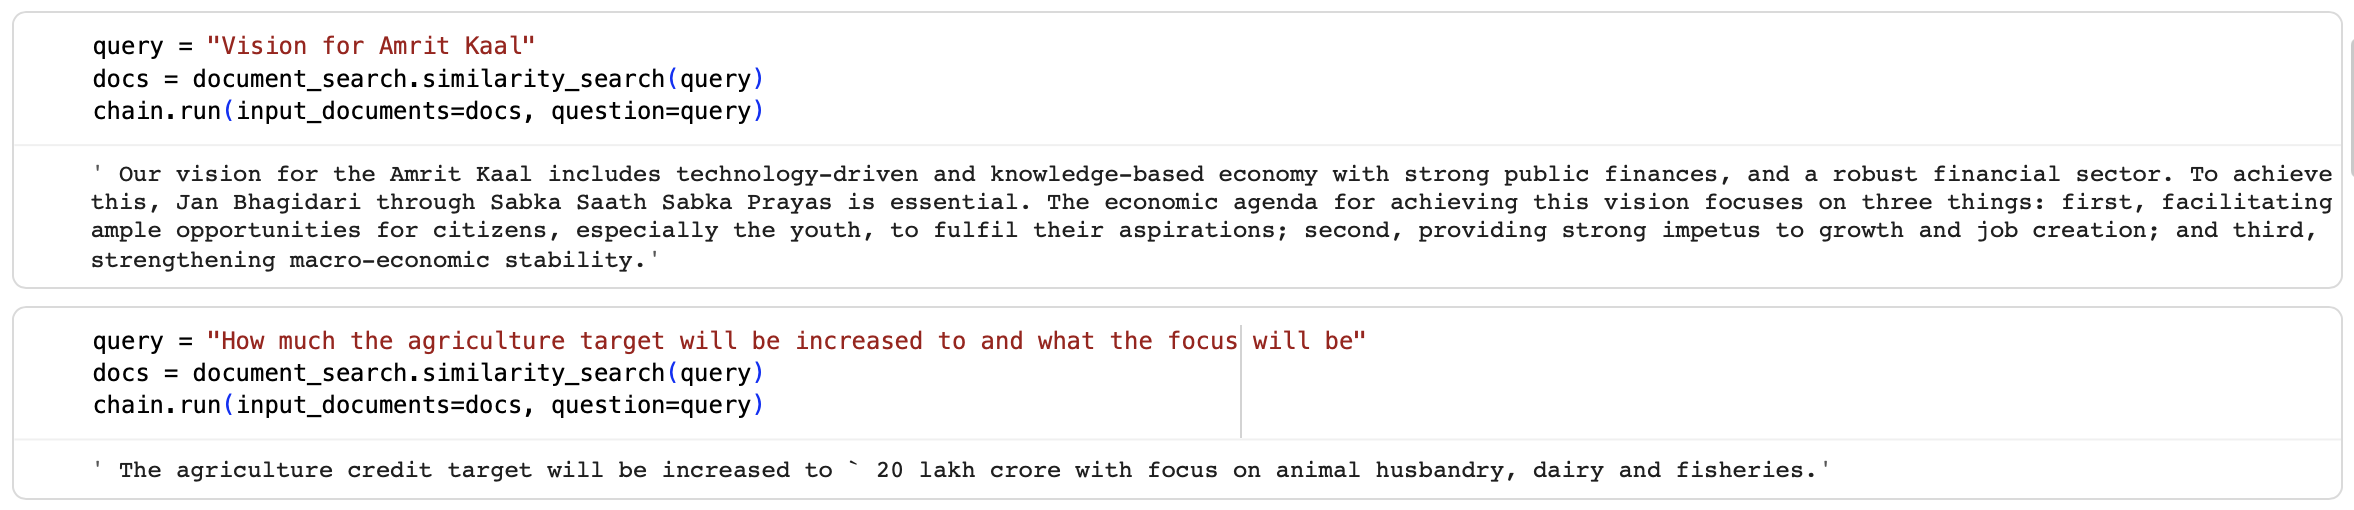 query = "Vision for Amrit Kaal"
docs = document_search.similarity_search(query)
chain.run(input_documents=docs, question=query)
' Our vision for the Amrit Kaal includes technology-driven and knowledge-based economy with strong public finances, and a robust financial sector. To achieve
this, Jan Bhagidari through Sabka Saath Sabka Prayas is essential. The economic agenda for achieving this vision focuses on three things: first, facilitating
ample opportunities for citizens, especially the youth, to fulfil their aspirations; second, providing strong impetus to growth and job creation; and third,
strengthening macro-economic stability.'
query = "How much the agriculture target will be increased to and what the focus will be"
docs = document_search.similarity_search(query)
chain.run(input_documents=docs, question=query)
' The agriculture credit target will be increased to ` 20 lakh crore with focus on animal husbandry, dairy and fisheries.'